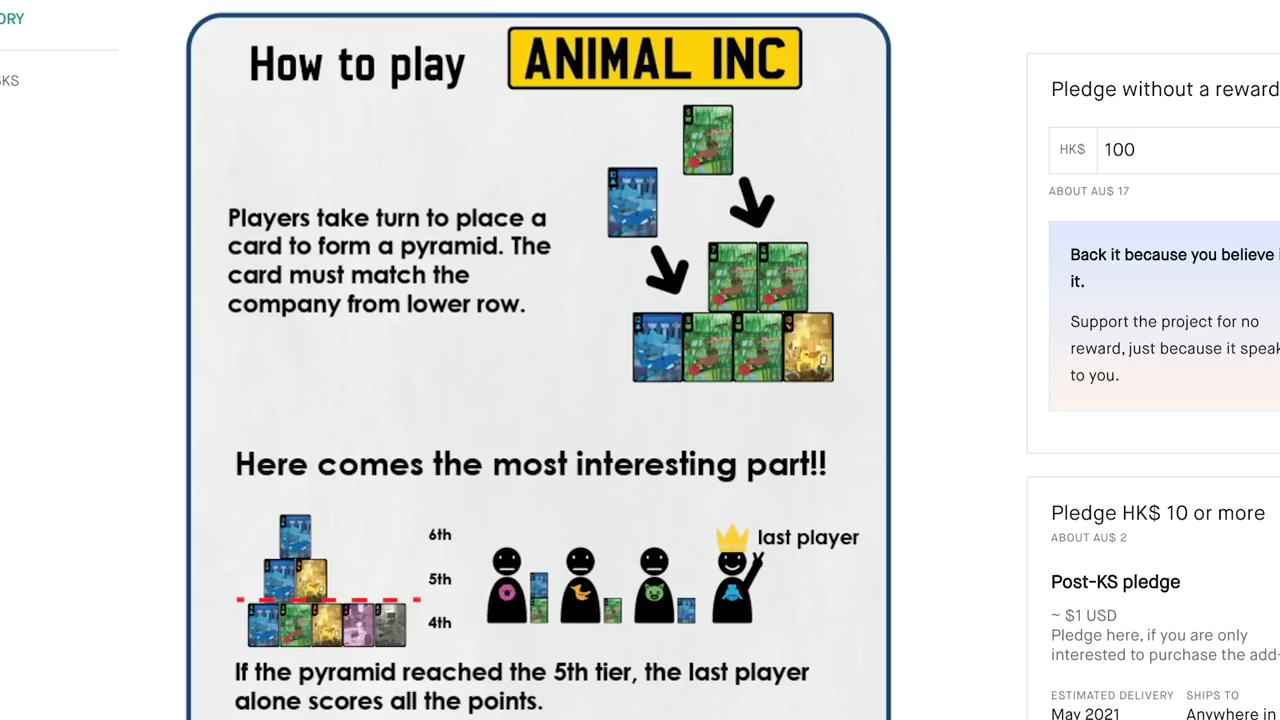 ORY
SKS
How to play ANIMAL INC
Players take turn to place a
card to form a pyramid. The
card must match the
company from lower row.
Here comes the most interesting part!!
6th
5th
4th
last player
If the pyramid reached the 5th tier, the last player
alone scores all the points.
Pledge without a reward
HK$ 100
ABOUT AU$ 17
Back it because you believe i
it.
Support the project for no
reward, just because it speak
to you.
Pledge HK$ 10 or more
ABOUT AU$ 2
Post-KS pledge
~ $1 USD
Pledge here, if you are only
interested to purchase the add-
ESTIMATED DELIVERY SHIPS TO
May 2021 Anywhere in